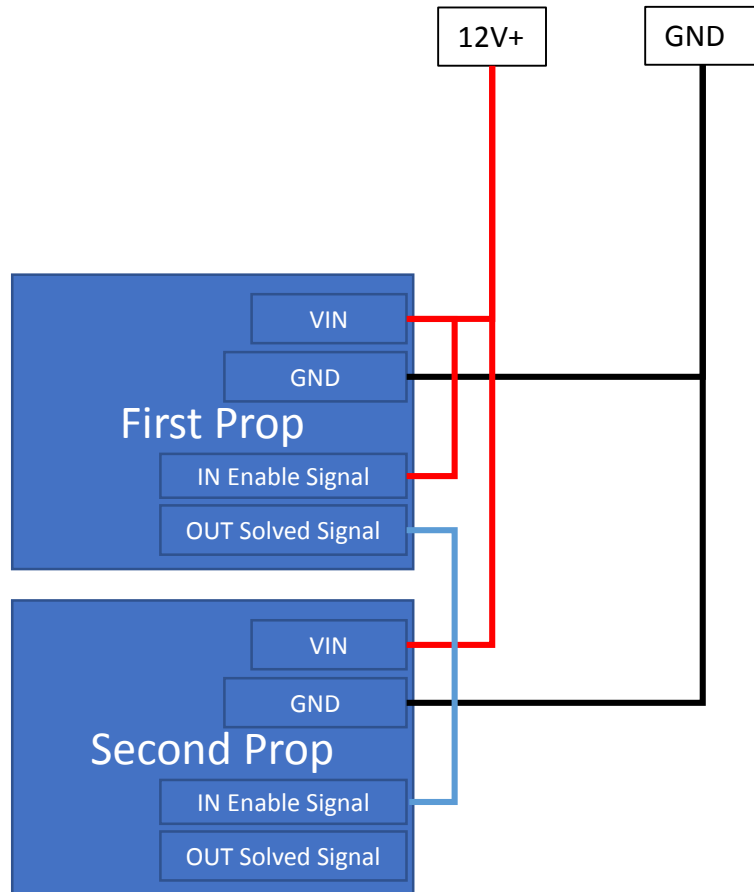 12V+
GND
VIN
GND
First Prop
IN Enable Signal
OUT Solved Signal
VIN
GND
Second Prop
IN Enable Signal
OUT Solved Signal